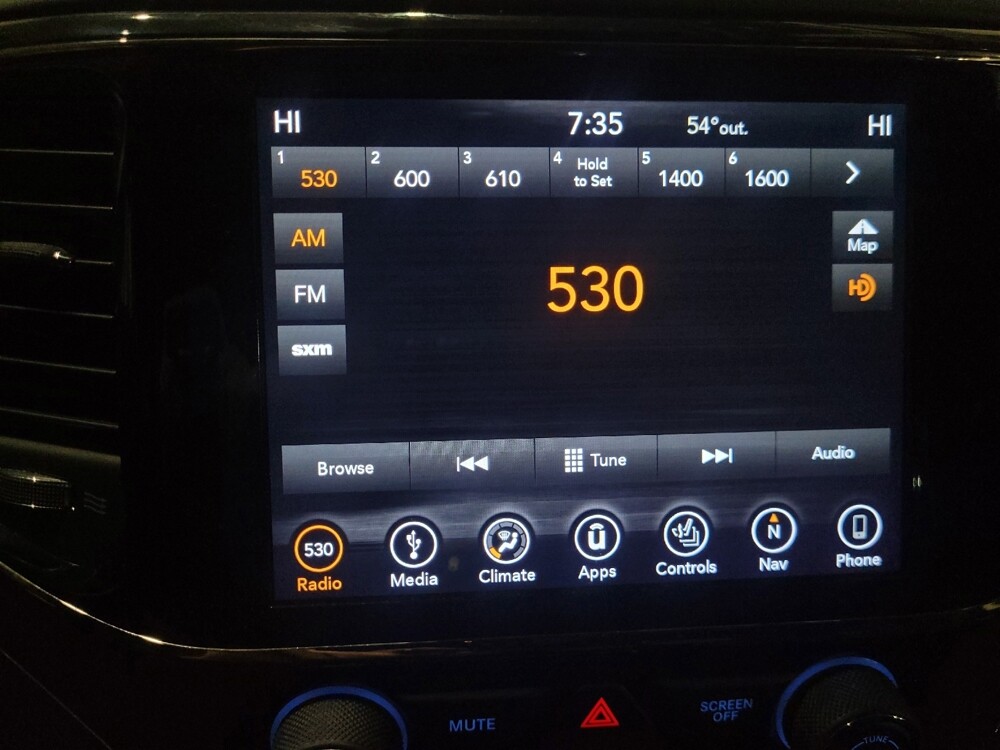 HI 7:35 54°out. HI
1 530 2 600 3 610 4 Hold to Set 5 1400 6 1600
AM
FM
sxm
530
Map
HD
Browse Tune Audio
530 N
Radio Media Climate Apps Controls Nav Phone
MUTE SCREEN OFF
TUNE